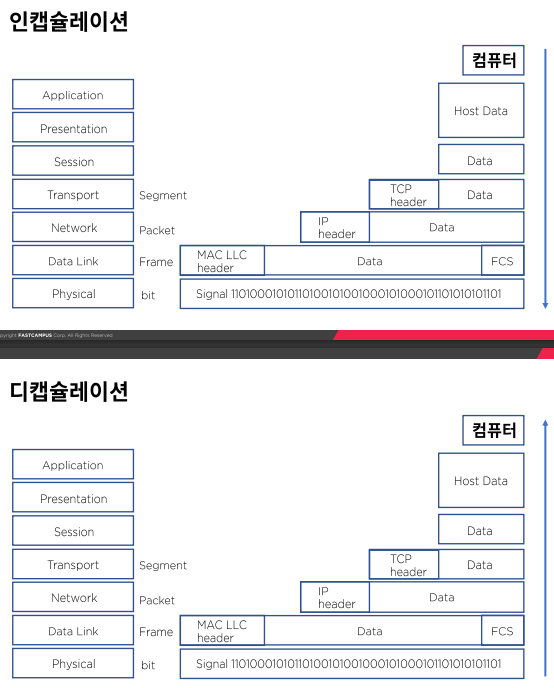 인캡슐레이션
컴퓨터
Application
Host Data
Presentation
Session
Data
Transport
Segment
TCP
header
Data
Network
Packet
IP
header
Data
Data Link
Frame
MAC LLC
header
Data
FCS
Physical
bit
Signal 11010001010110100101001000101000101101010101101
pyright FASTCAMPUS Corp. All Rights Reserved
디캡슐레이션
컴퓨터
Application
Host Data
Presentation
Session
Data
Transport
Segment
TCP
header
Data
Network
Packet
IP
header
Data
Data Link
Frame
MAC LLC
header
Data
FCS
Physical
bit
Signal 11010001010110100101001000101000101101010101101